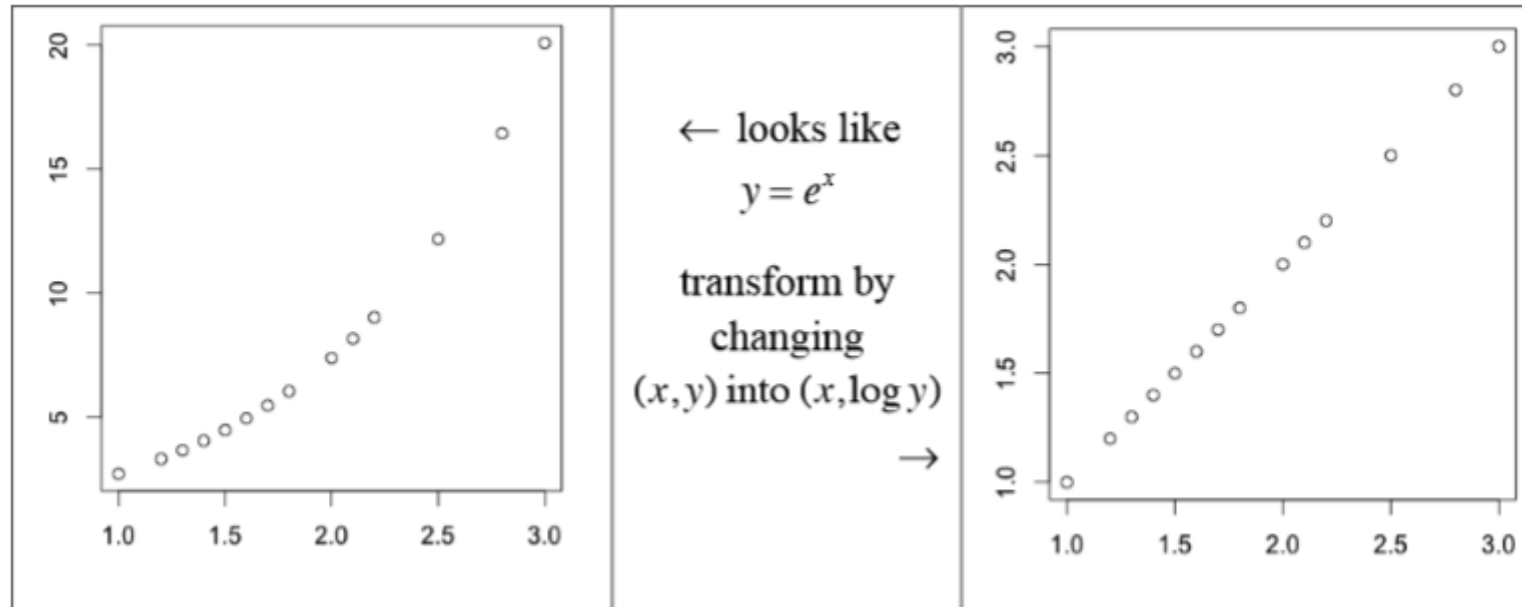 20
15
10
5
1.0 1.5 2.0 2.5 3.0
← looks like
y = eˣ
transform by
changing
(x, y) into (x, log y)
→
3.0
2.5
2.0
1.5
1.0
1.0 1.5 2.0 2.5 3.0